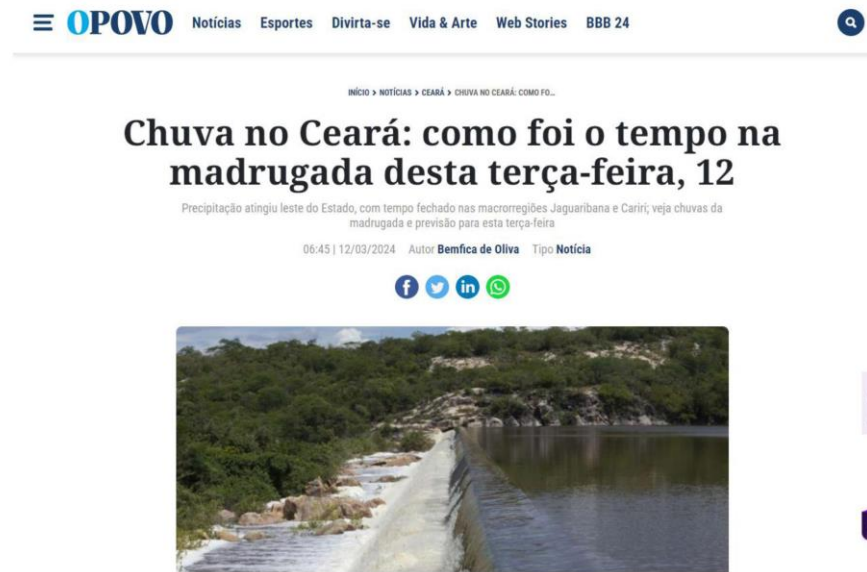 OPOVO Notícias Esportes Divirta-se Vida & Arte Web Stories BBB 24
INÍCIO > NOTÍCIAS > CEARÁ > CHUVA NO CEARÁ: COMO FO...
Chuva no Ceará: como foi o tempo na
madrugada desta terça-feira, 12
Precipitação atingiu leste do Estado, com tempo fechado nas macrorregiões Jaguaribana e Cariri; veja chuvas da
madrugada e previsão para esta terça-feira
06:45 | 12/03/2024 Autor Bemfica de Oliva Tipo Notícia